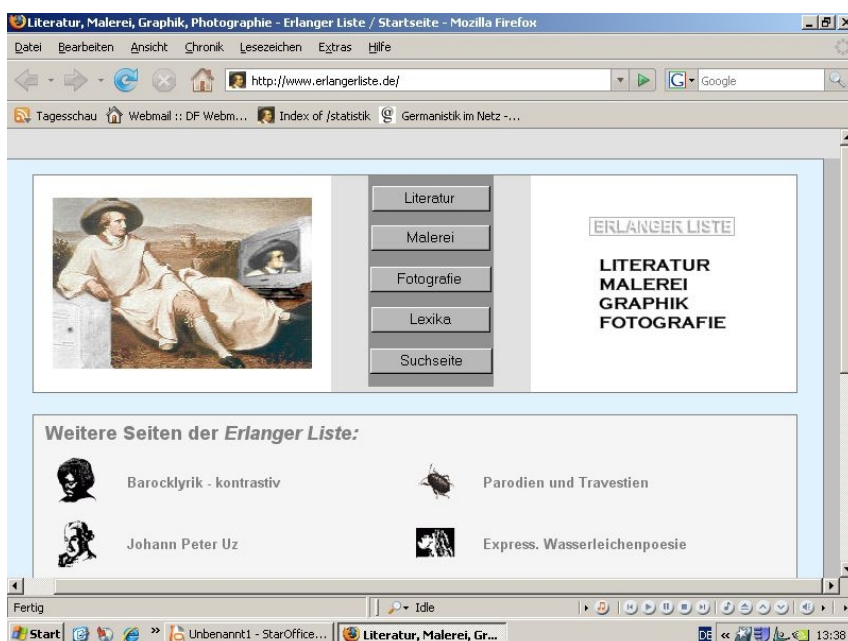 Literatur, Malerei, Graphik, Photographie - Erlanger Liste / Startseite - Mozilla Firefox
Datei Bearbeiten Ansicht Chronik Lesezeichen Extras Hilfe
http://www.erlangerliste.de/ G Google
Tagesschau Webmail :: DF Webm... Index of /statistik g Germanistik im Netz -...
Literatur
Malerei
Fotografie
Lexika
Suchseite
ERLANGER LISTE
LITERATUR
MALEREI
GRAPHIK
FOTOGRAFIE
Weitere Seiten der Erlanger Liste:
Barocklyrik - kontrastiv Parodien und Travestien
Johann Peter Uz Express. Wasserleichenpoesie
Fertig Idle
Start » Unbenannt1 - StarOffice... Literatur, Malerei, Gr... DE « 13:38